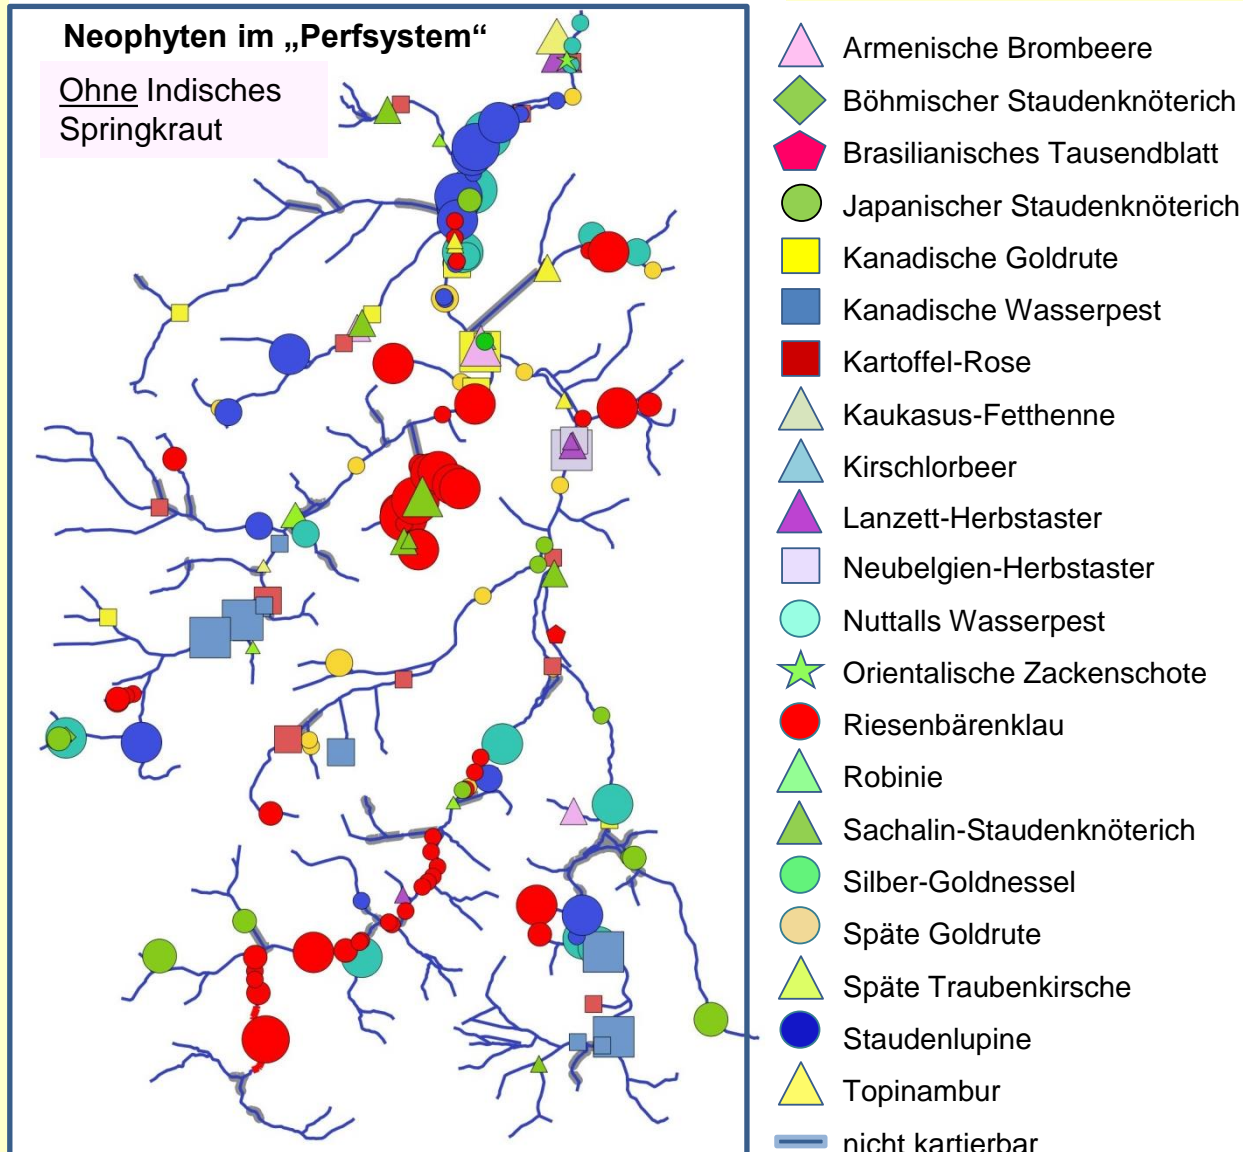 Neophyten im „Perfsystem“
Ohne Indisches
Springkraut
Armenische Brombeere
Böhmischer Staudenknöterich
Brasilianisches Tausendblatt
Japanischer Staudenknöterich
Kanadische Goldrute
Kanadische Wasserpest
Kartoffel-Rose
Kaukasus-Fetthenne
Kirschlorbeer
Lanzett-Herbstaster
Neubelgien-Herbstaster
Nuttalls Wasserpest
Orientalische Zackenschote
Riesenbärenklau
Robinie
Sachalin-Staudenknöterich
Silber-Goldnessel
Späte Goldrute
Späte Traubenkirsche
Staudenlupine
Topinambur
nicht kartierbar